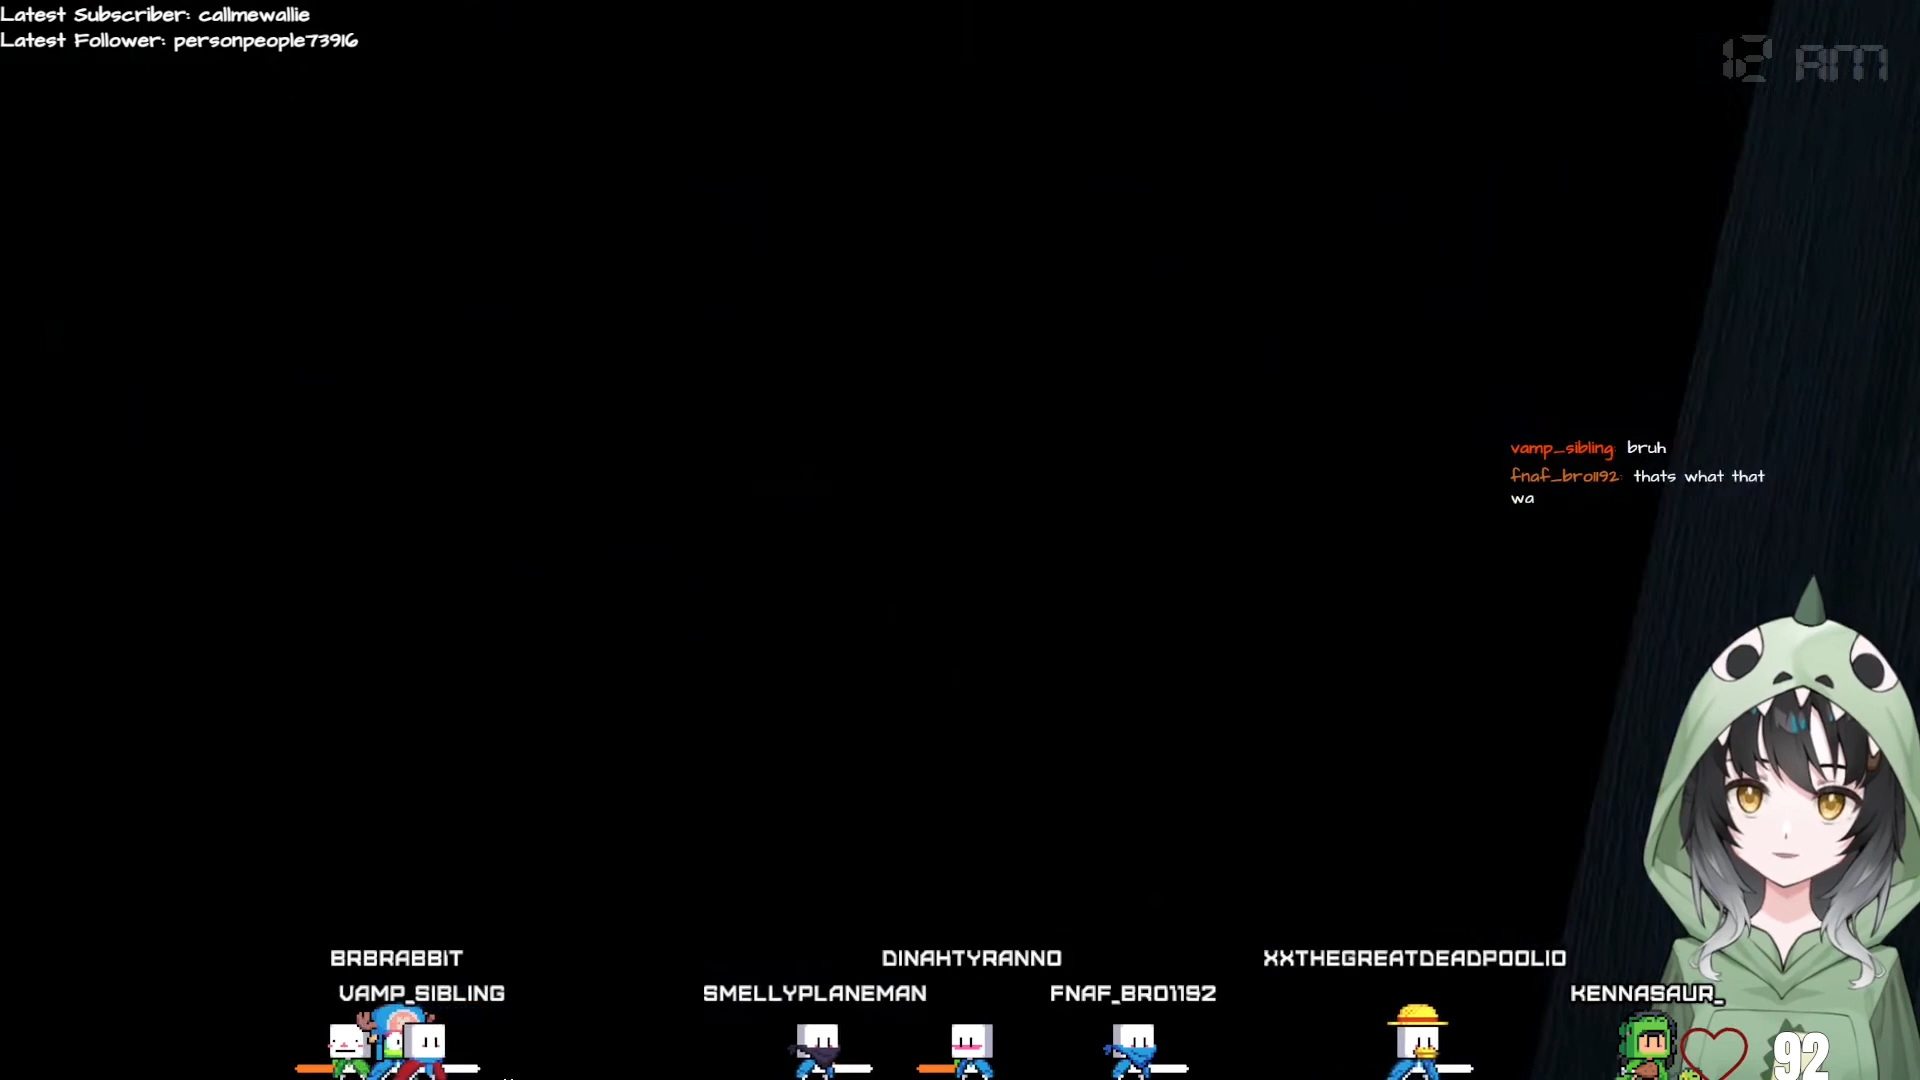 Latest Subscriber: callmewallie
Latest Follower: personpeople73916
12 AM
vamp_sibling: bruh
fnaf_bro1192: thats what that
wa
BRBRABBIT
DINAHTYRANNO
XXTHEGREATDEADPOOLIO
VAMP_SIBLING
SMELLYPLANEMAN
FNAF_BRO1192
KENNASAUR_
92